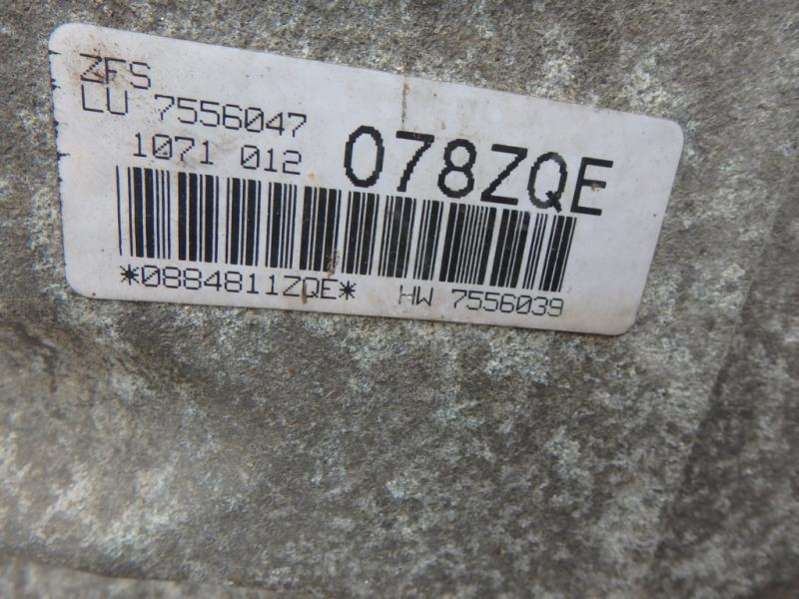 ZFS
LU 7556047
1071 012 078ZQE
*0884811ZQE* HW 7556039